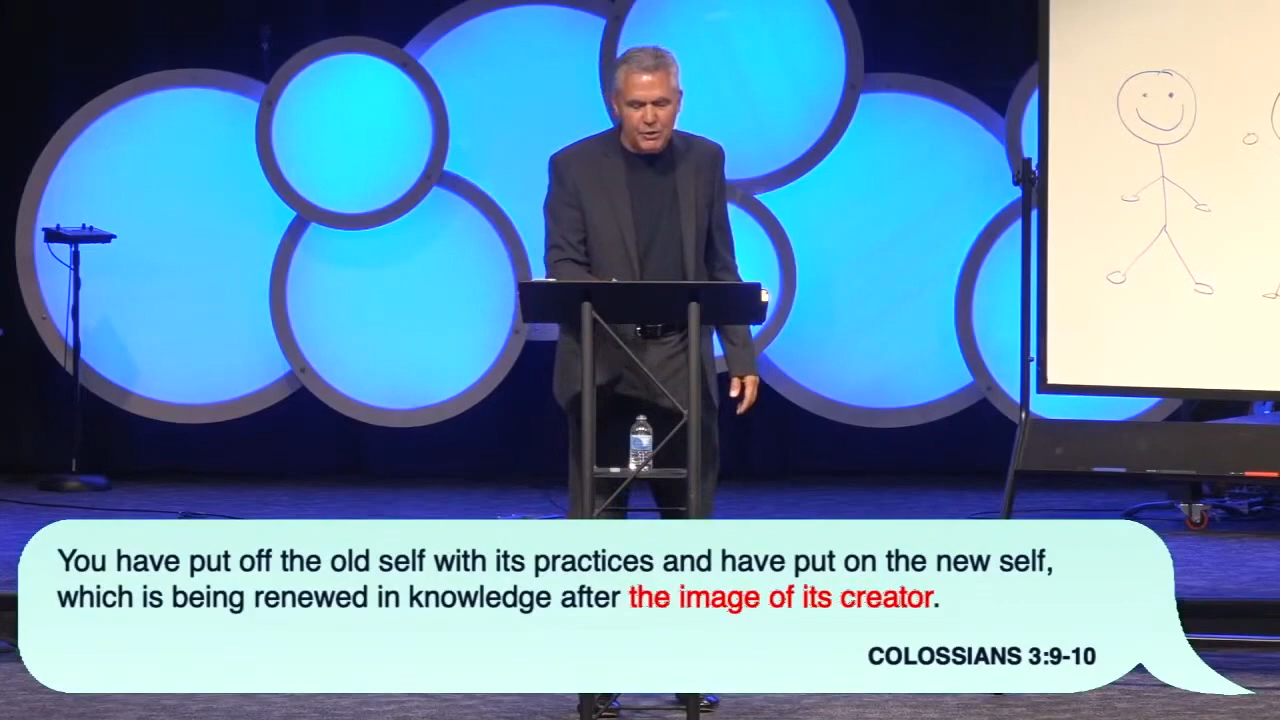 You have put off the old self with its practices and have put on the new self,
which is being renewed in knowledge after the image of its creator.
COLOSSIANS 3:9-10